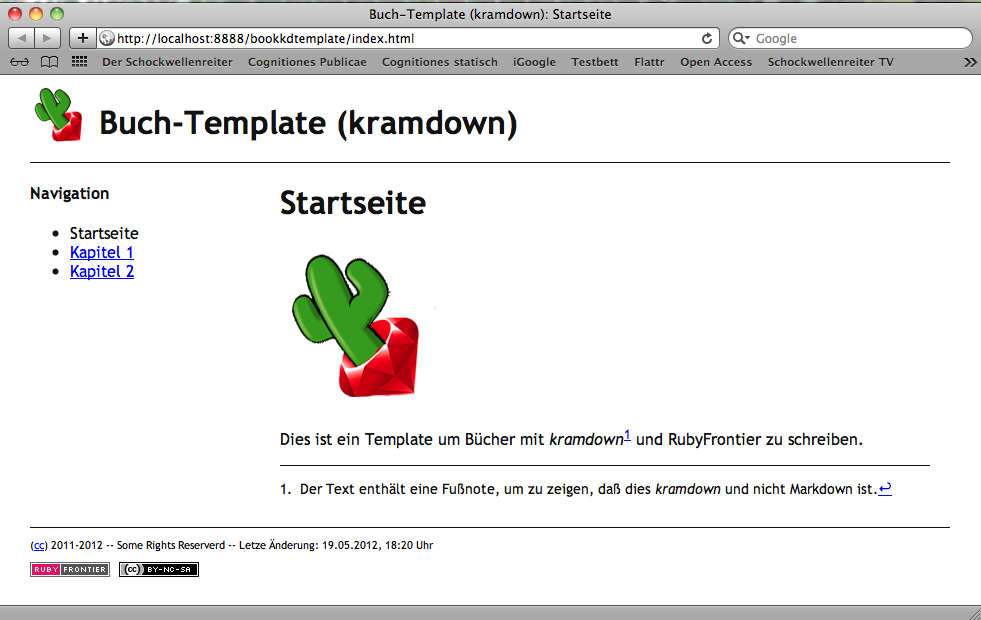 Buch-Template (kramdown): Startseite
http://localhost:8888/bookkdtemplate/index.html
Google
Der Schockwellenreiter Cognitiones Publicae Cognitiones statisch iGoogle Testbett Flattr Open Access Schockwellenreiter TV
Buch-Template (kramdown)
Navigation
Startseite
Kapitel 1
Kapitel 2
Startseite
Dies ist ein Template um Bücher mit kramdown1 und RubyFrontier zu schreiben.
1. Der Text enthält eine Fußnote, um zu zeigen, daß dies kramdown und nicht Markdown ist.↩
(cc) 2011-2012 -- Some Rights Reserverd -- Letze Änderung: 19.05.2012, 18:20 Uhr
RUBY FRONTIER (cc) BY-NC-SA